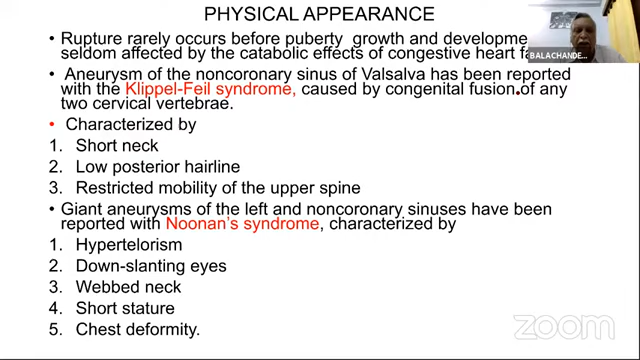 PHYSICAL APPEARANCE
• Rupture rarely occurs before puberty growth and developme
seldom affected by the catabolic effects of congestive heart fa
BALACHANDE...
• Aneurysm of the noncoronary sinus of Valsalva has been reported
with the Klippel-Feil syndrome, caused by congenital fusion of any
two cervical vertebrae.
• Characterized by
1. Short neck
2. Low posterior hairline
3. Restricted mobility of the upper spine
• Giant aneurysms of the left and noncoronary sinuses have been
reported with Noonan's syndrome, characterized by
1. Hypertelorism
2. Down-slanting eyes
3. Webbed neck
4. Short stature
5. Chest deformity.
zoom